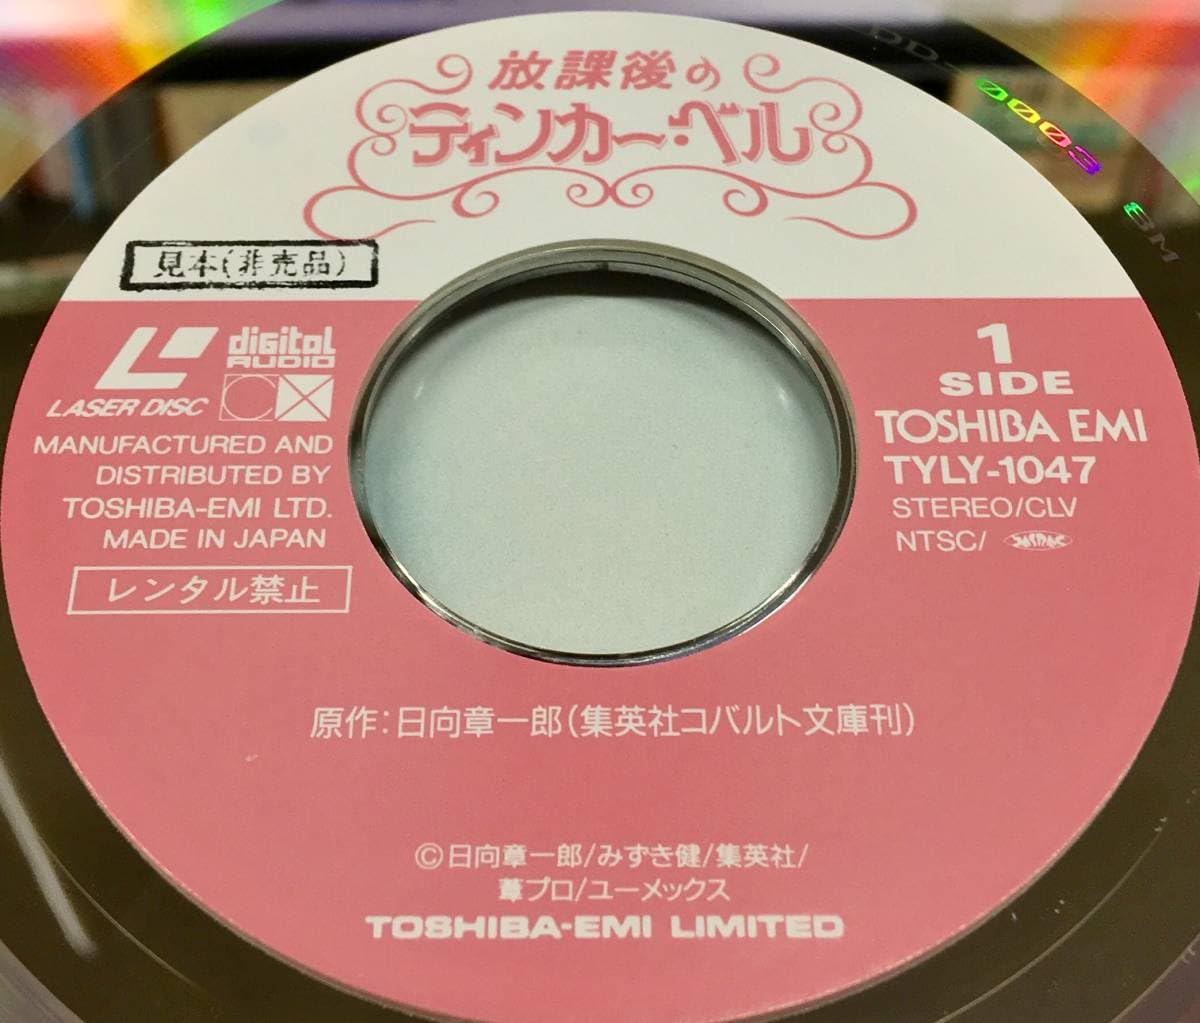 放課後の
ティンカー・ベル
見本(非売品)
LASER DISC
digital
AUDIO
CX
1
SIDE
TOSHIBA EMI
TYLY-1047
STEREO/CLV
NTSC/
MANUFACTURED AND
DISTRIBUTED BY
TOSHIBA-EMI LTD.
MADE IN JAPAN
レンタル禁止
原作:日向章一郎(集英社コバルト文庫刊)
©日向章一郎/みずき健/集英社/
葦プロ/ユーメックス
TOSHIBA-EMI LIMITED